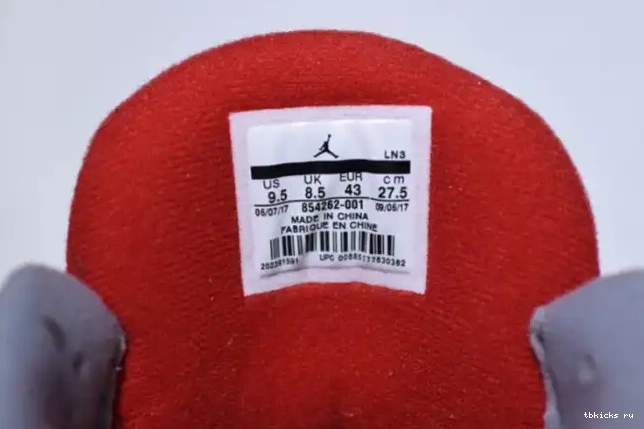 LN3
US UK EUR cm
9.5 8.5 43 27.5
06/07/17 854262-001 09/06/17
MADE IN CHINA
FABRIQUE EN CHINE
UPC
tbkicks ru